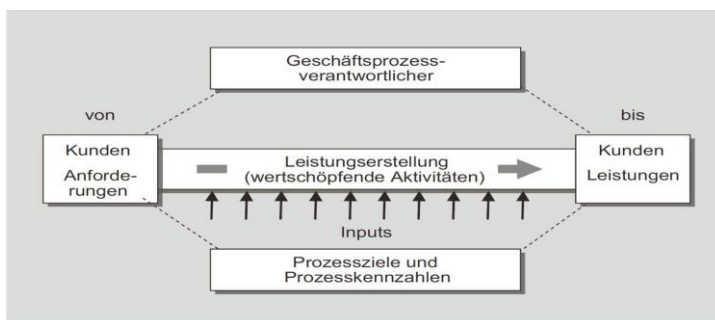 Geschäftsprozess-
verantwortlicher
von
bis
Kunden
Anforde-
rungen
Leistungserstellung
(wertschöpfende Aktivitäten)
Kunden
Leistungen
Inputs
Prozessziele und
Prozesskennzahlen